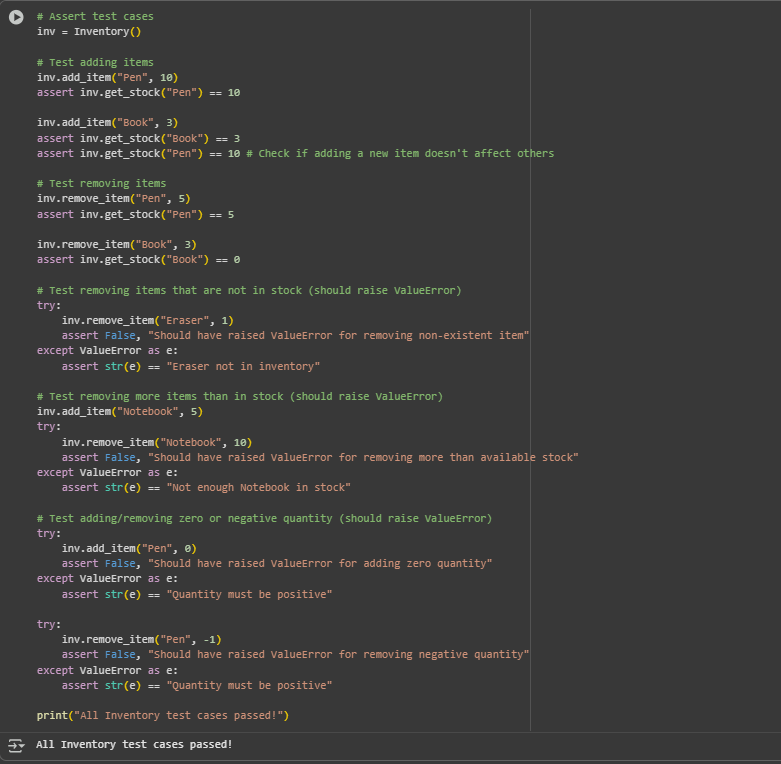 # Assert test cases
inv = Inventory()

# Test adding items
inv.add_item("Pen", 10)
assert inv.get_stock("Pen") == 10

inv.add_item("Book", 3)
assert inv.get_stock("Book") == 3
assert inv.get_stock("Pen") == 10 # Check if adding a new item doesn't affect others

# Test removing items
inv.remove_item("Pen", 5)
assert inv.get_stock("Pen") == 5

inv.remove_item("Book", 3)
assert inv.get_stock("Book") == 0

# Test removing items that are not in stock (should raise ValueError)
try:
    inv.remove_item("Eraser", 1)
    assert False, "Should have raised ValueError for removing non-existent item"
except ValueError as e:
    assert str(e) == "Eraser not in inventory"

# Test removing more items than in stock (should raise ValueError)
inv.add_item("Notebook", 5)
try:
    inv.remove_item("Notebook", 10)
    assert False, "Should have raised ValueError for removing more than available stock"
except ValueError as e:
    assert str(e) == "Not enough Notebook in stock"

# Test adding/removing zero or negative quantity (should raise ValueError)
try:
    inv.add_item("Pen", 0)
    assert False, "Should have raised ValueError for adding zero quantity"
except ValueError as e:
    assert str(e) == "Quantity must be positive"

try:
    inv.remove_item("Pen", -1)
    assert False, "Should have raised ValueError for removing negative quantity"
except ValueError as e:
    assert str(e) == "Quantity must be positive"

print("All Inventory test cases passed!")
All Inventory test cases passed!